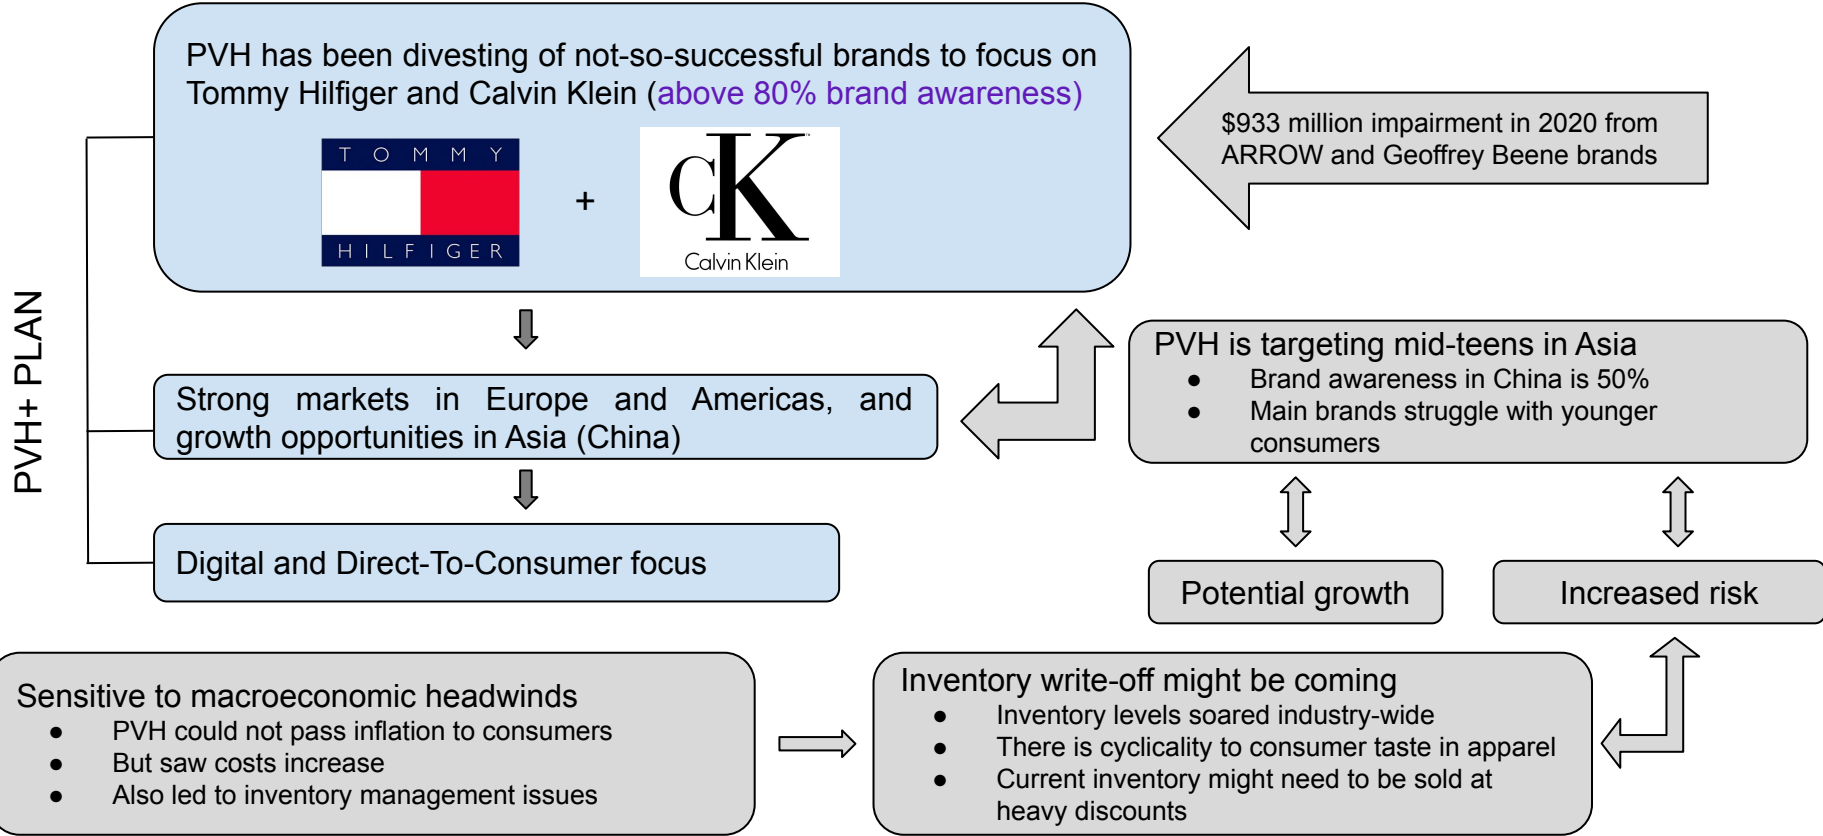 PVH has been divesting of not-so-successful brands to focus on
Tommy Hilfiger and Calvin Klein (above 80% brand awareness)
TOMMY
HILFIGER
+
CK
Calvin Klein
$933 million impairment in 2020 from
ARROW and Geoffrey Beene brands
PVH+ PLAN
Strong markets in Europe and Americas, and
growth opportunities in Asia (China)
PVH is targeting mid-teens in Asia
● Brand awareness in China is 50%
● Main brands struggle with younger
consumers
Digital and Direct-To-Consumer focus
Potential growth
Increased risk
Sensitive to macroeconomic headwinds
● PVH could not pass inflation to consumers
● But saw costs increase
● Also led to inventory management issues
Inventory write-off might be coming
● Inventory levels soared industry-wide
● There is cyclicality to consumer taste in apparel
● Current inventory might need to be sold at
heavy discounts